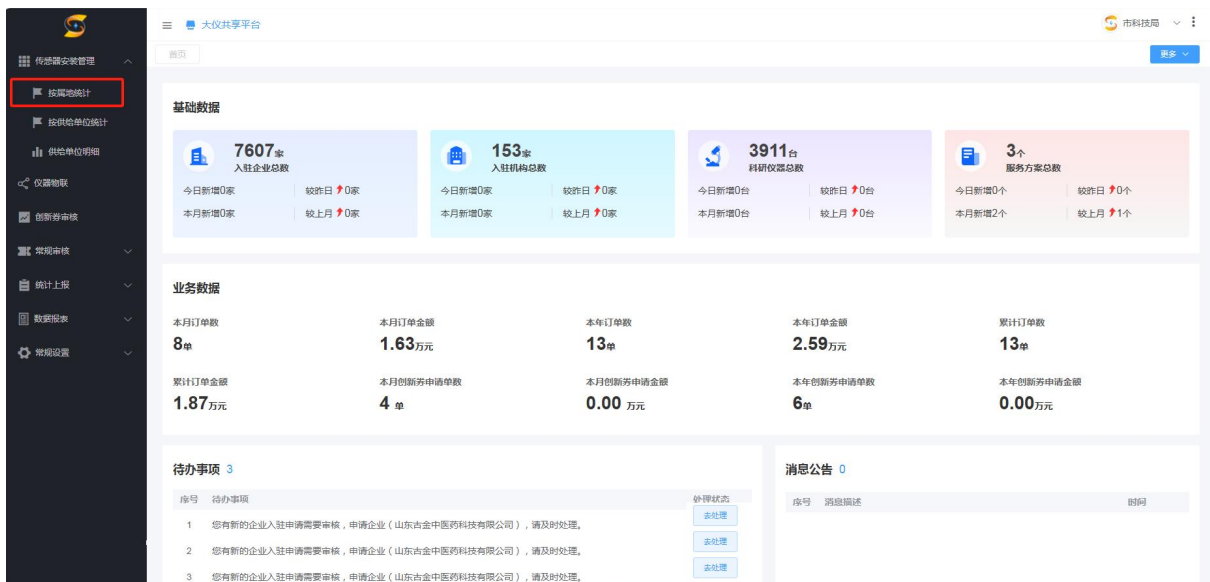 大仪共享平台
市科技局
传感器安装管理
首页
更多
按属地统计
按供给单位统计
供给单位明细
仪器物联
创新券审核
常规审核
统计上报
数据报表
常规设置
基础数据
7607家
入驻企业总数
今日新增0家 较昨日 0家
本月新增0家 较上月 0家
153家
入驻机构总数
今日新增0家 较昨日 0家
本月新增0家 较上月 0家
3911台
科研仪器总数
今日新增0台 较昨日 0台
本月新增0台 较上月 0台
3个
服务方案总数
今日新增0个 较昨日 0个
本月新增2个 较上月 1个
业务数据
本月订单数 本月订单金额 本年订单数 本年订单金额 累计订单数
8单 1.63万元 13单 2.59万元 13单
累计订单金额 本月创新券申请单数 本月创新券申请金额 本年创新券申请单数 本年创新券申请金额
1.87万元 4 单 0.00 万元 6单 0.00万元
待办事项 3
序号 待办事项 处理状态
1 您有新的企业入驻申请需要审核，申请企业（山东古金中医药科技有限公司），请及时处理。 去处理
2 您有新的企业入驻申请需要审核，申请企业（山东古金中医药科技有限公司），请及时处理。 去处理
3 您有新的企业入驻申请需要审核，申请企业（山东古金中医药科技有限公司），请及时处理。 去处理
消息公告 0
序号 消息描述 时间